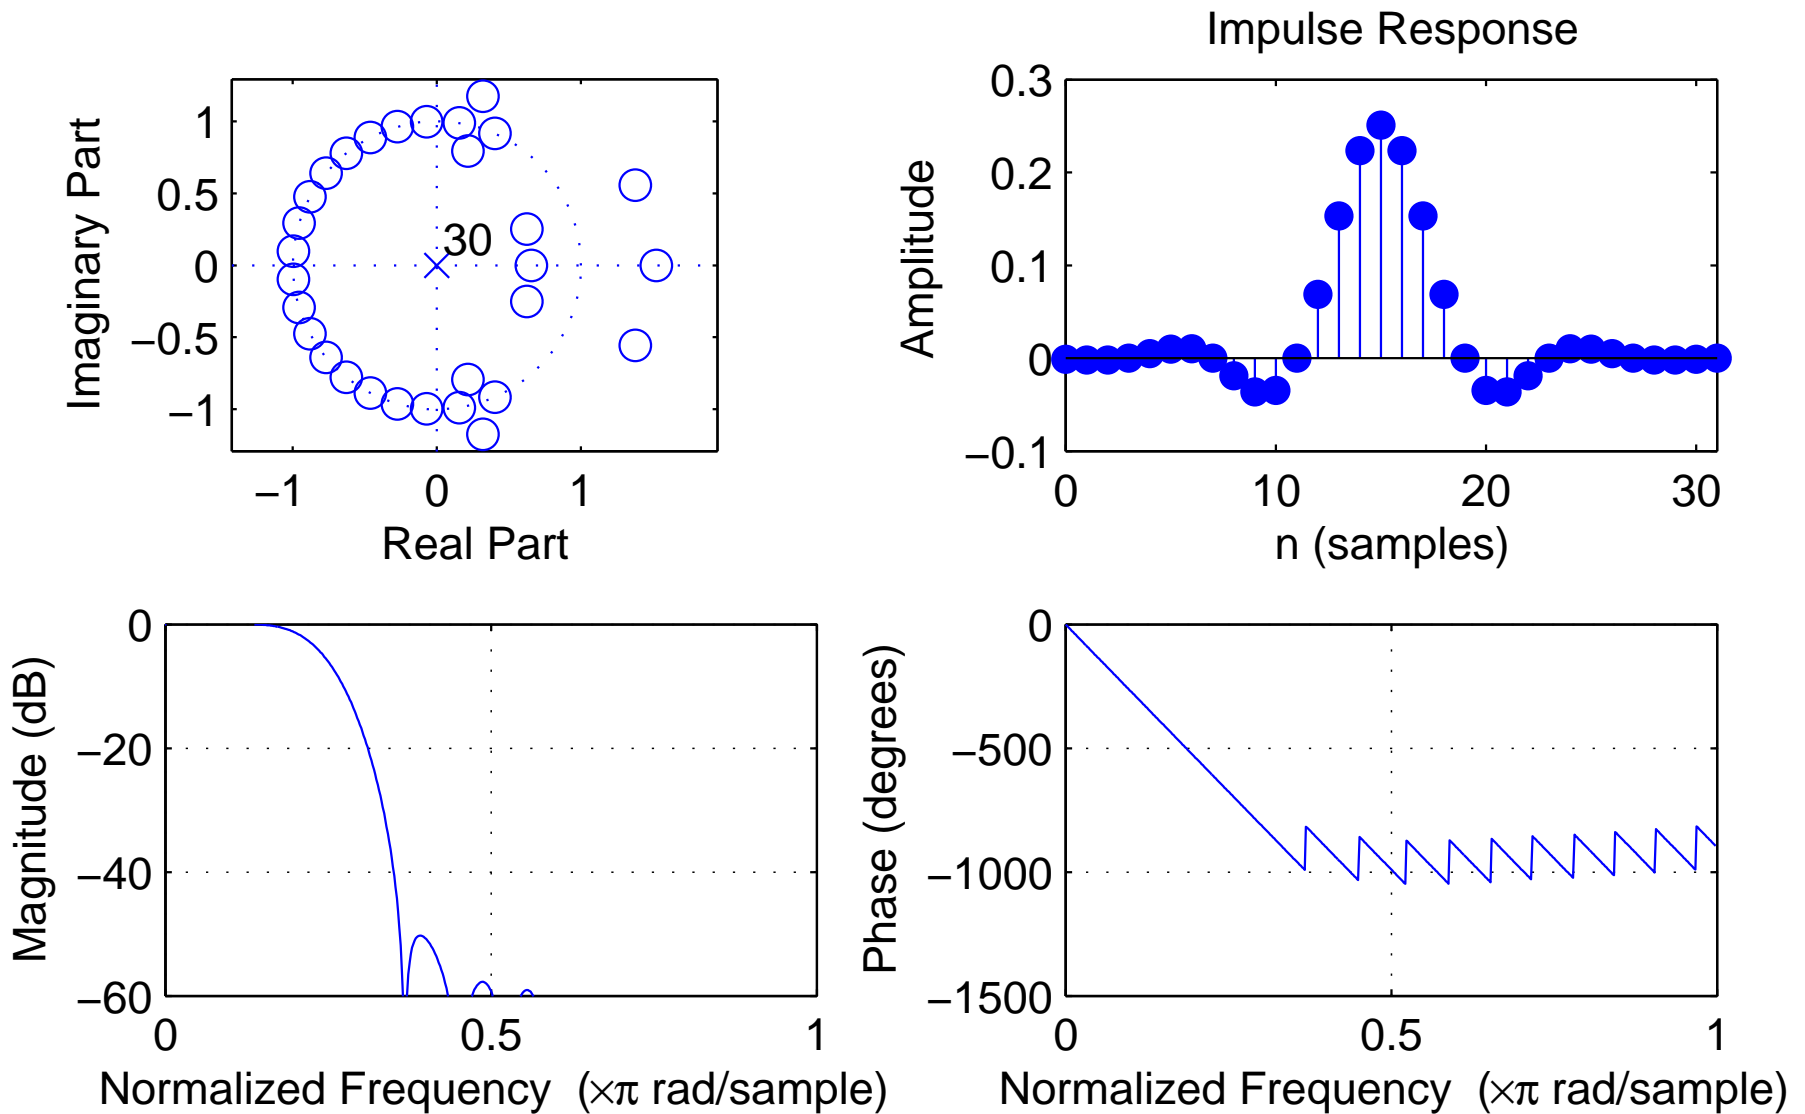 Imaginary Part
1
0.5
0
−0.5
−1
30
−1 0 1
Real Part
Impulse Response
Amplitude
0.3
0.2
0.1
0
−0.1
0 10 20 30
n (samples)
Magnitude (dB)
0
−20
−40
−60
0 0.5 1
Normalized Frequency (×π rad/sample)
Phase (degrees)
0
−500
−1000
−1500
0 0.5 1
Normalized Frequency (×π rad/sample)